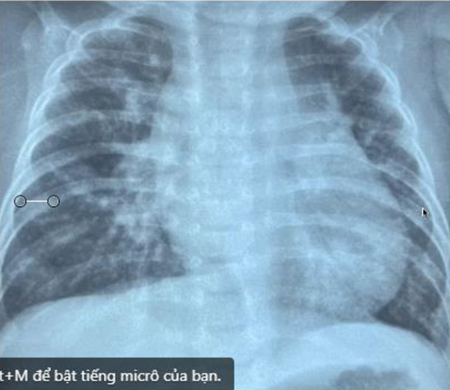 t+M để bật tiếng micrô của bạn.